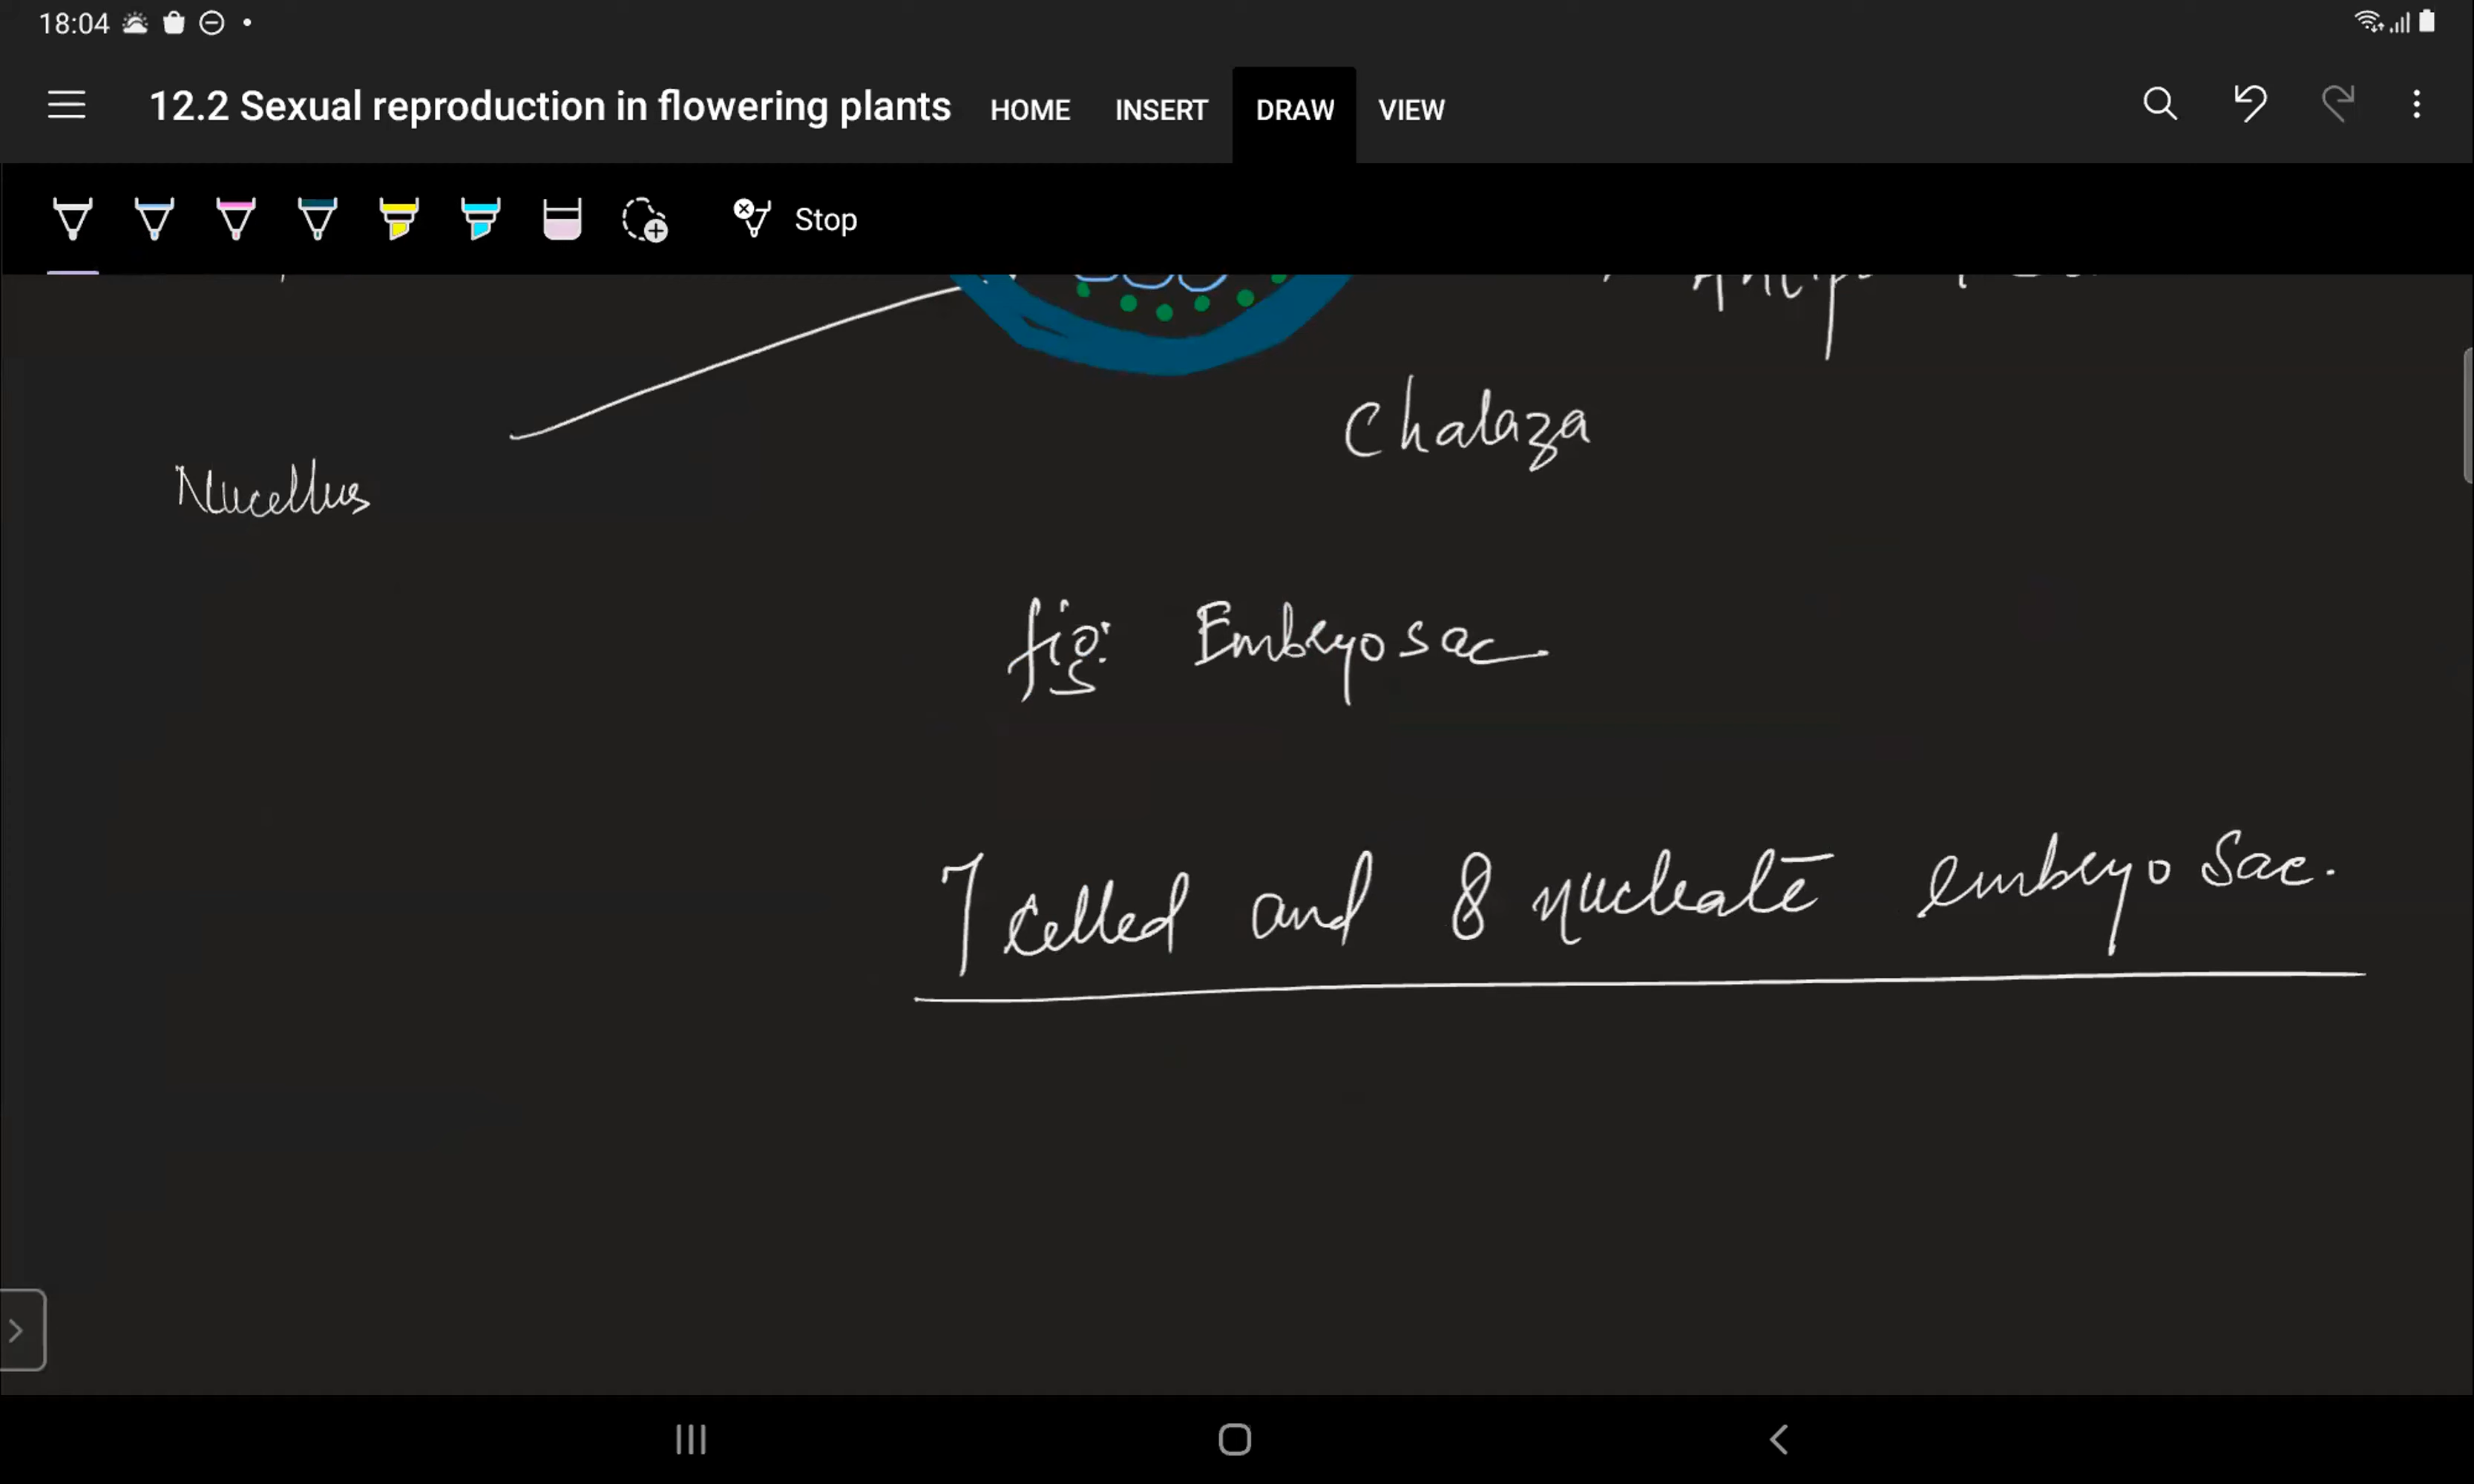 18:04
12.2 Sexual reproduction in flowering plants HOME INSERT DRAW VIEW
Stop
Chalaza
Nucellus
fig: Embryo sac
7 celled and 8 nucleate embryo sac.